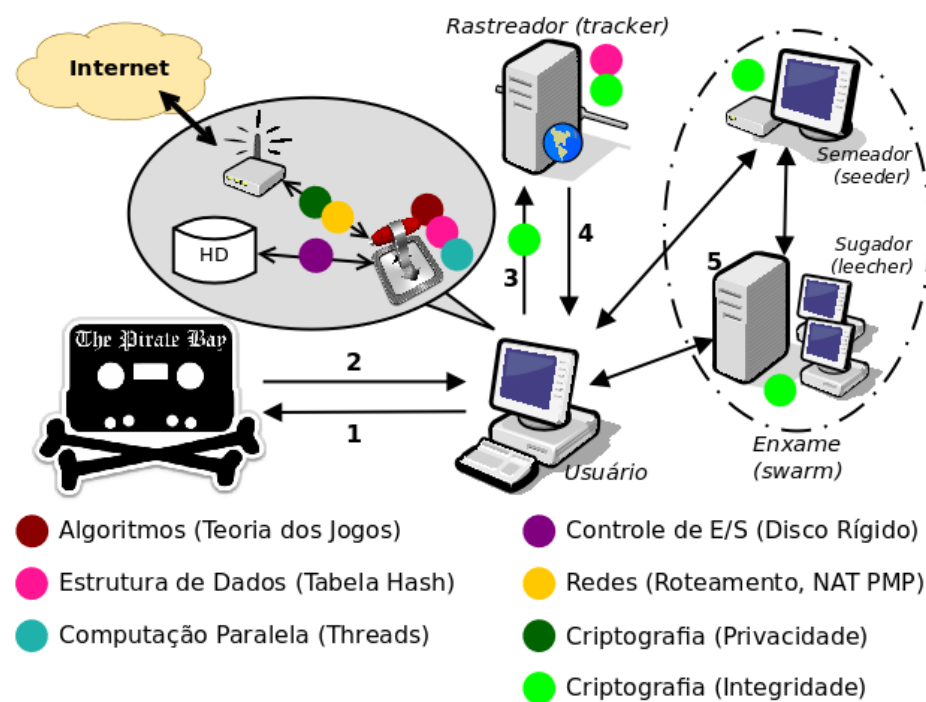 Rastreador (tracker)
Internet
Semeador
(seeder)
HD
3
4
5
Sugador
(leecher)
The Pirate Bay
2
1
Usuário
Enxame
(swarm)
Algoritmos (Teoria dos Jogos)
Estrutura de Dados (Tabela Hash)
Computação Paralela (Threads)
Controle de E/S (Disco Rígido)
Redes (Roteamento, NAT PMP)
Criptografia (Privacidade)
Criptografia (Integridade)